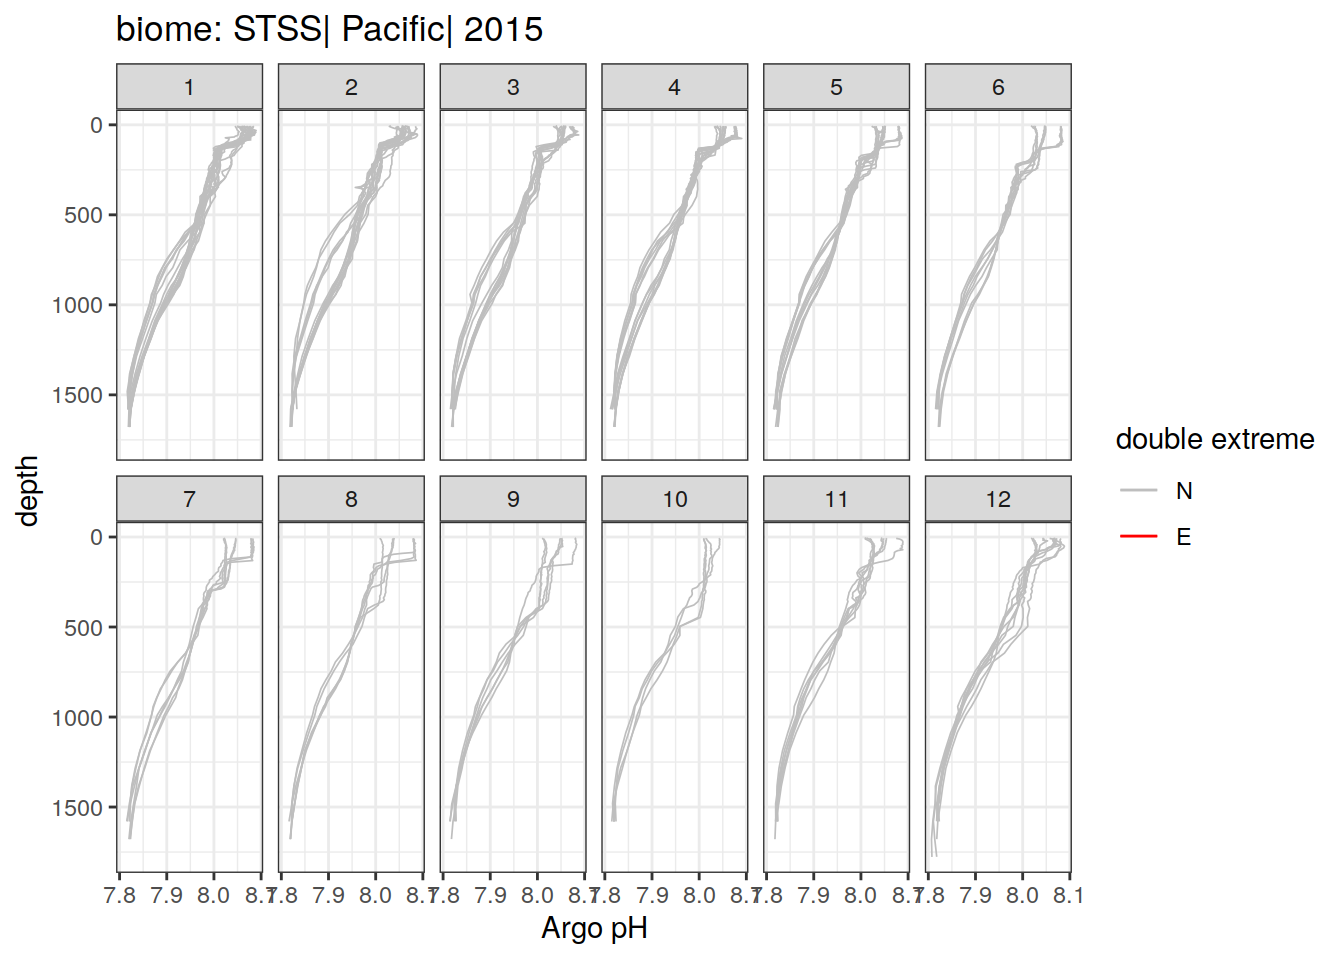 biome: STSS| Pacific| 2015
1 2 3 4 5 6
0
500
1000
1500
depth
7 8 9 10 11 12
0
500
1000
1500
7.8 7.9 8.0 8.1 7.8 7.9 8.0 8.1 7.8 7.9 8.0 8.1 7.8 7.9 8.0 8.1 7.8 7.9 8.0 8.1 7.8 7.9 8.0 8.1
Argo pH
double extreme
N
E